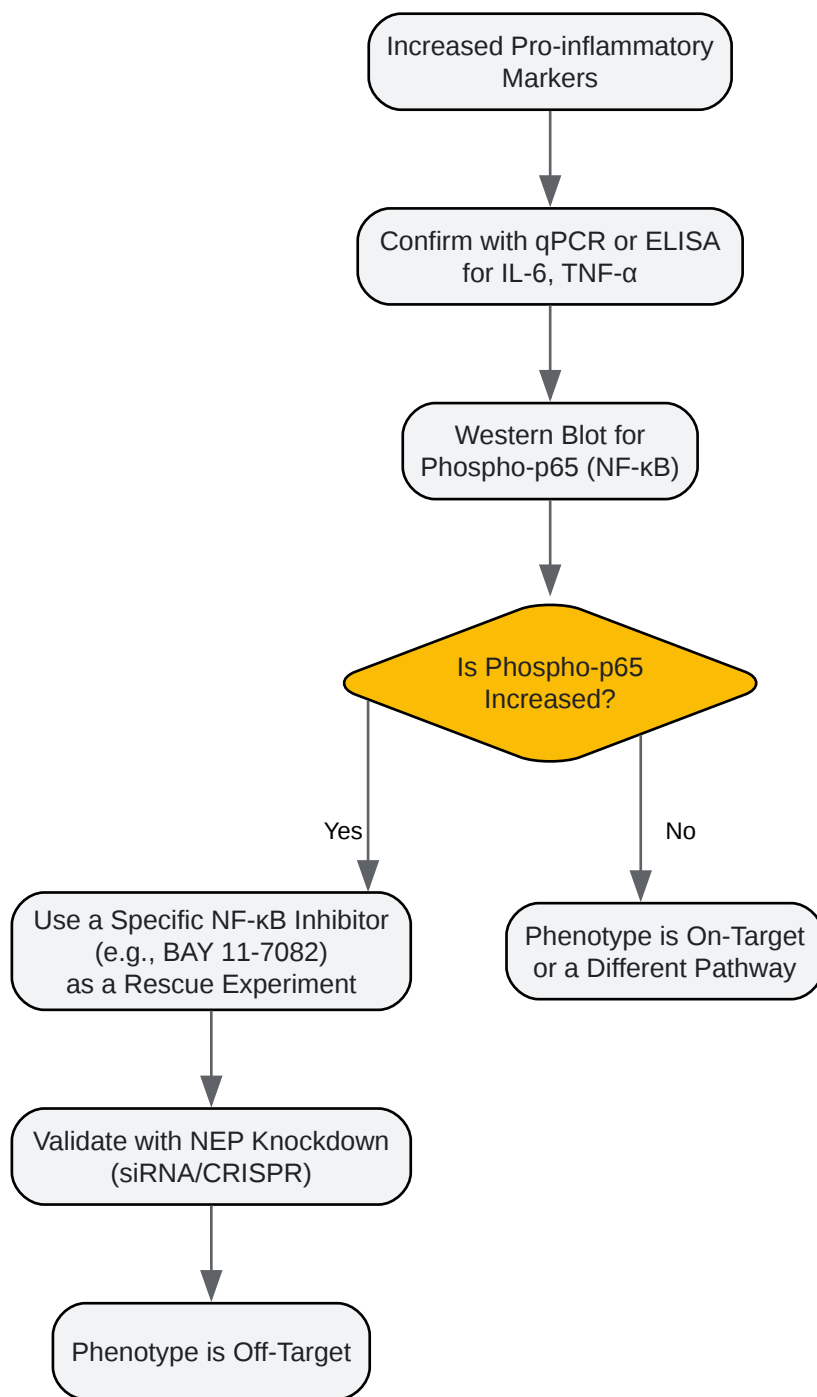 Increased Pro-inflammatory
Markers
Confirm with qPCR or ELISA
for IL-6, TNF-α
Western Blot for
Phospho-p65 (NF-κB)
Is Phospho-p65
Increased?
Yes
No
Use a Specific NF-κB Inhibitor
(e.g., BAY 11-7082)
as a Rescue Experiment
Phenotype is On-Target
or a Different Pathway
Validate with NEP Knockdown
(siRNA/CRISPR)
Phenotype is Off-Target